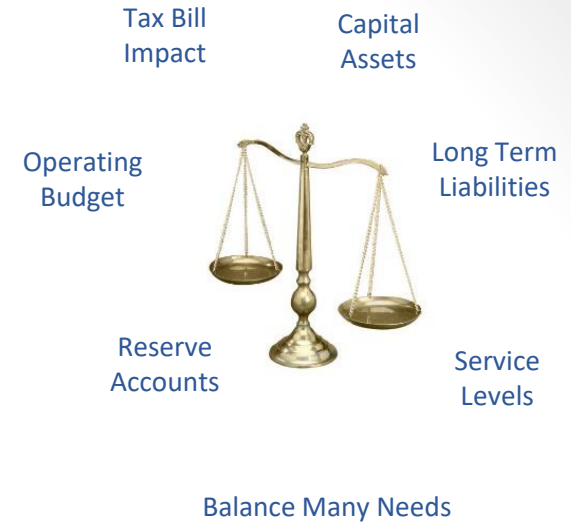 Tax Bill
Impact
Capital
Assets
Operating
Budget
Long Term
Liabilities
Reserve
Accounts
Service
Levels
Balance Many Needs